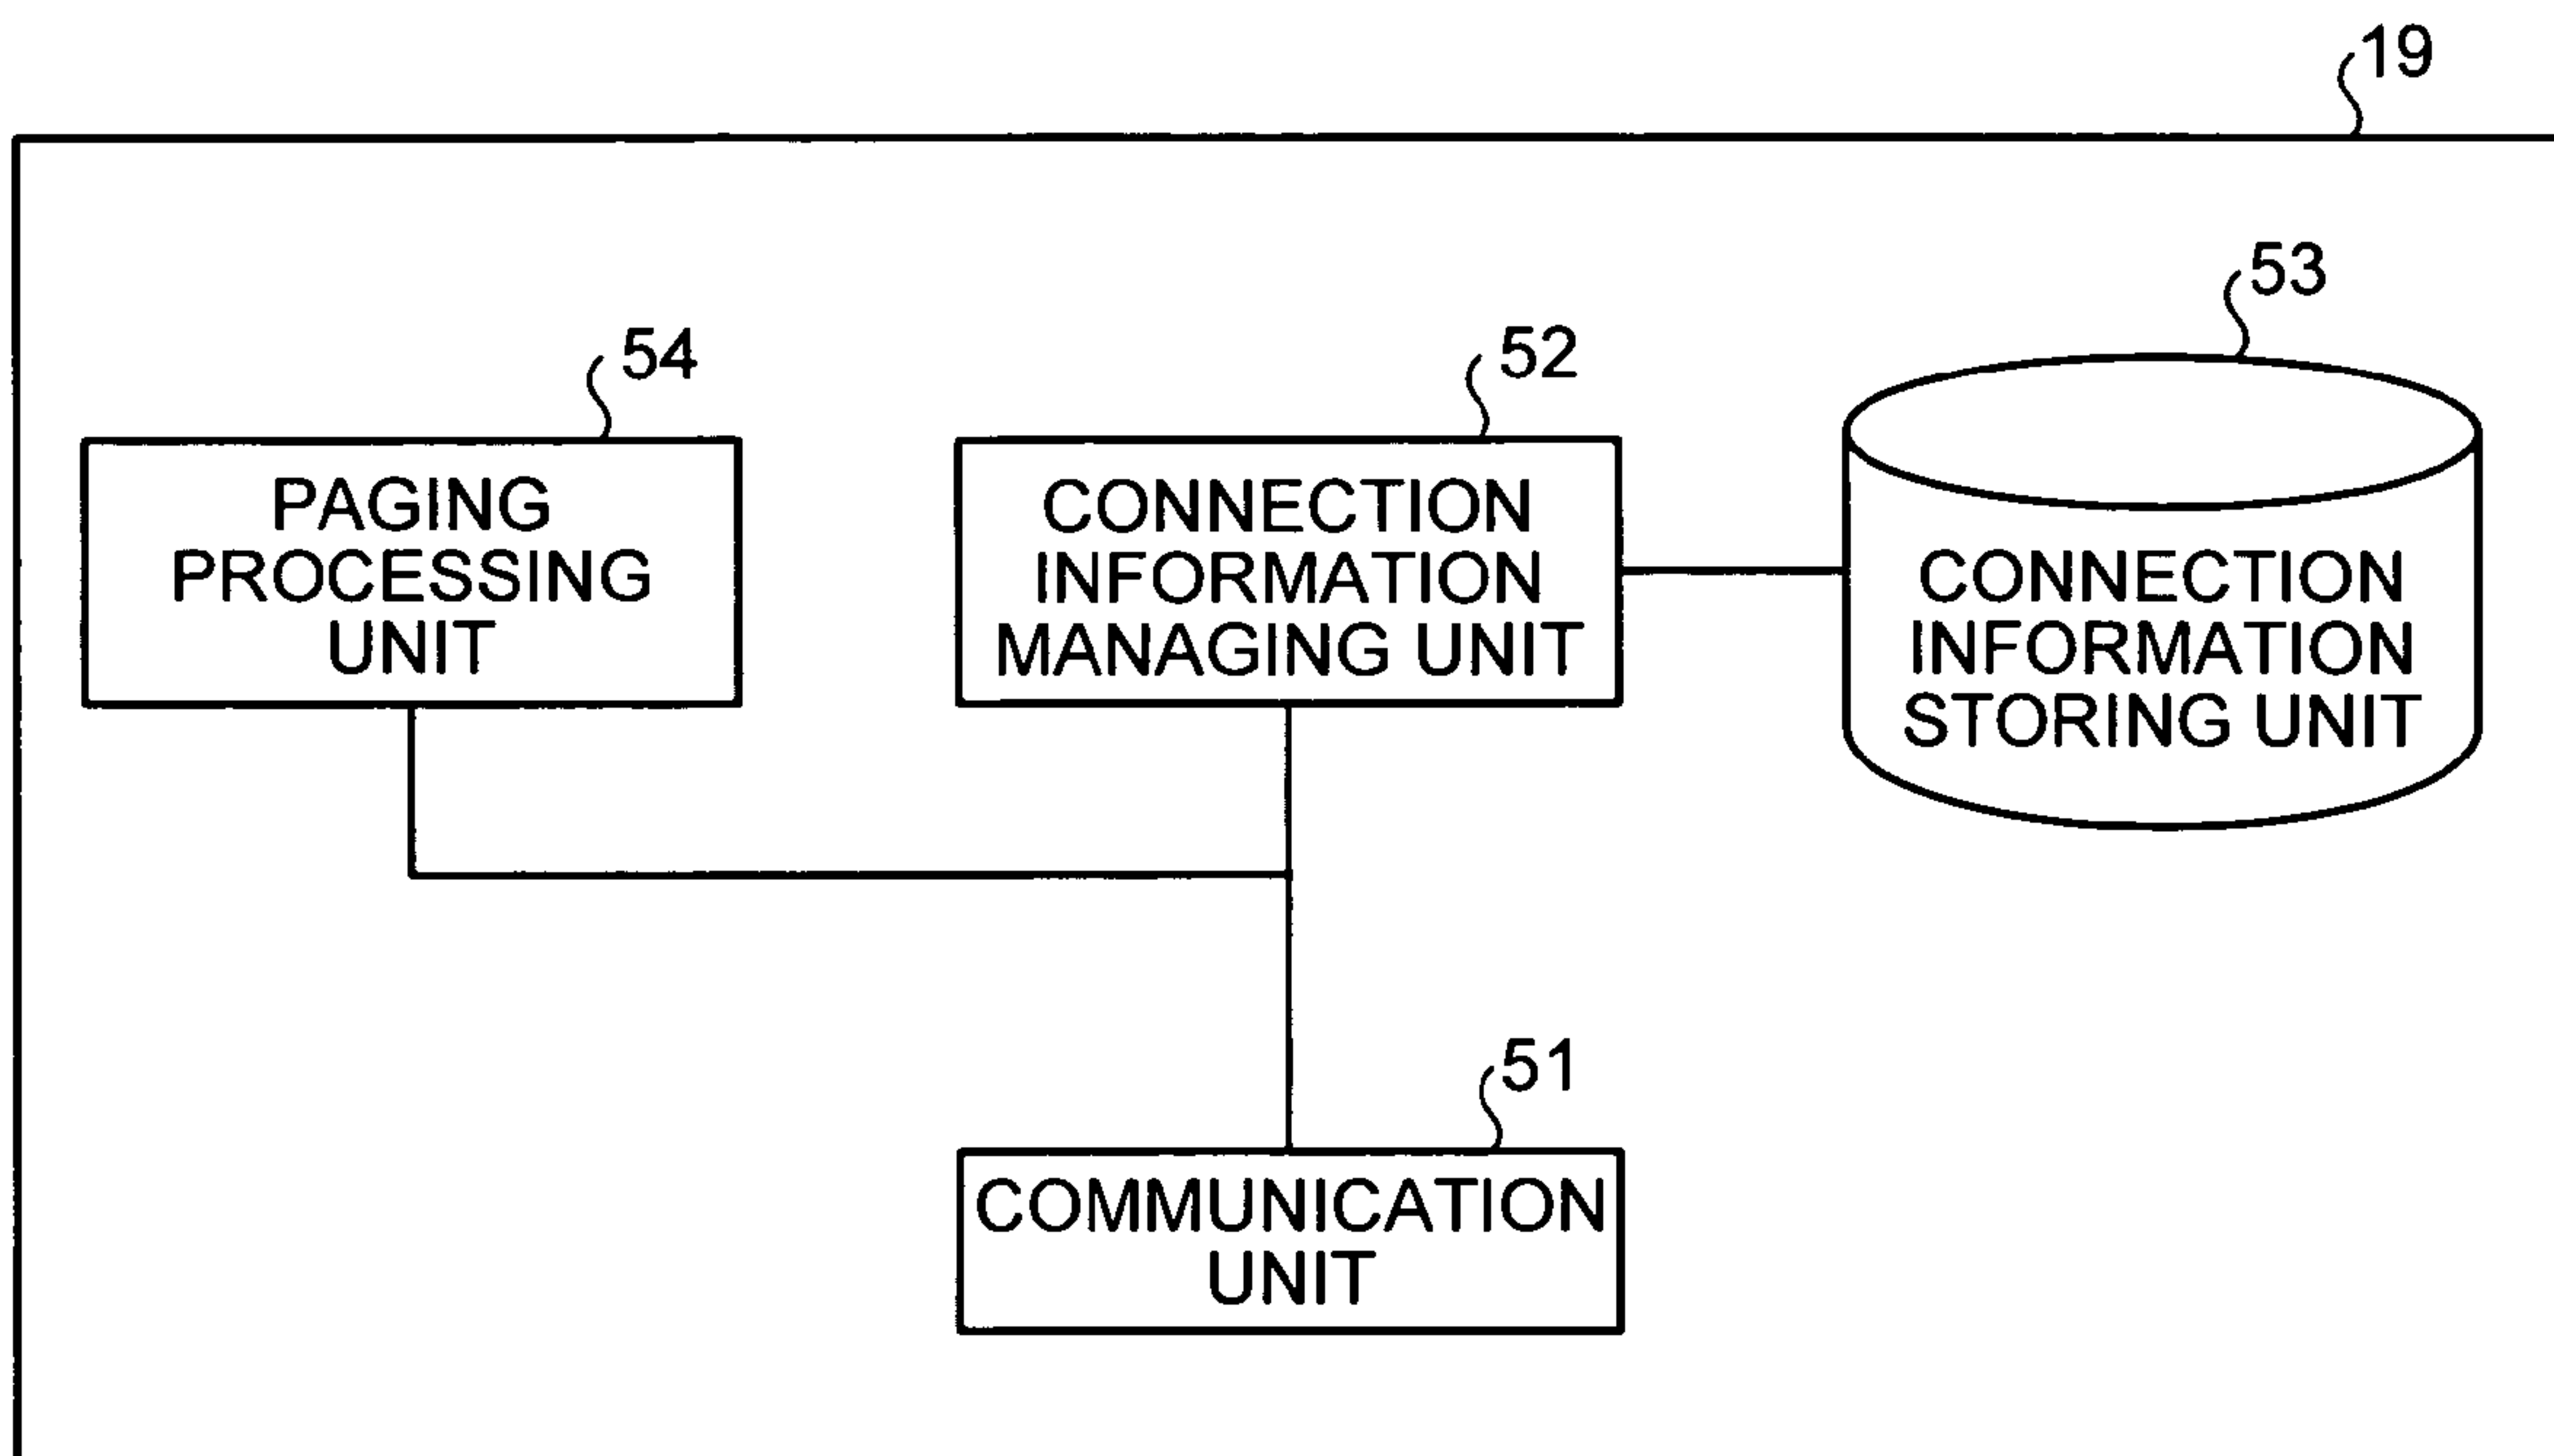 19
53
54
52
PAGING
PROCESSING
UNIT
CONNECTION
INFORMATION
MANAGING UNIT
CONNECTION
INFORMATION
STORING UNIT
51
COMMUNICATION
UNIT